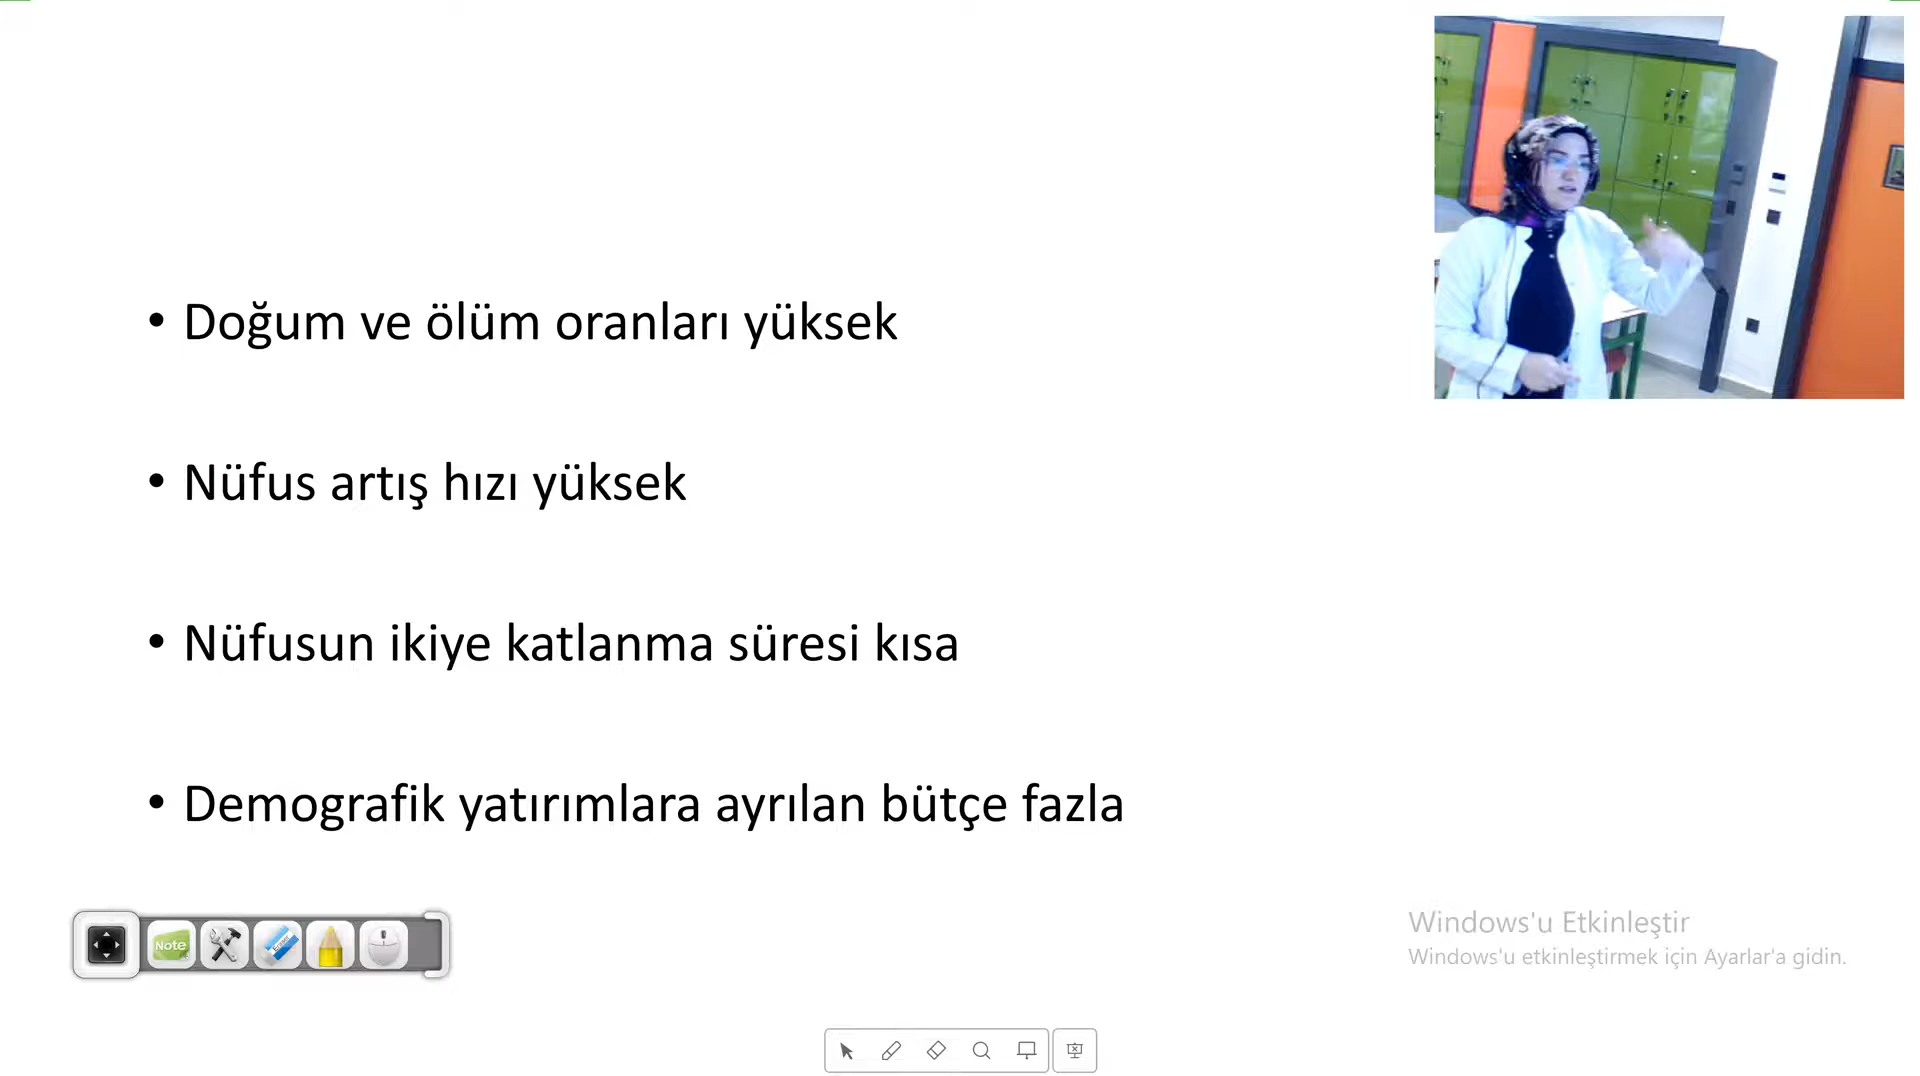 • Doğum ve ölüm oranları yüksek
• Nüfus artış hızı yüksek
• Nüfusun ikiye katlanma süresi kısa
• Demografik yatırımlara ayrılan bütçe fazla
Note
Windows'u Etkinleştir
Windows'u etkinleştirmek için Ayarlar'a gidin.